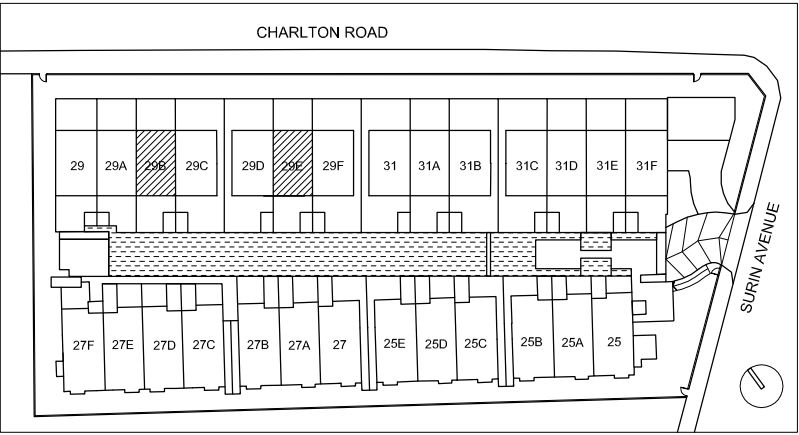 CHARLTON ROAD
29 29A 29B 29C 29D 29E 29F 31 31A 31B 31C 31D 31E 31F
SURIN AVENUE
27F 27E 27D 27C 27B 27A 27 25E 25D 25C 25B 25A 25